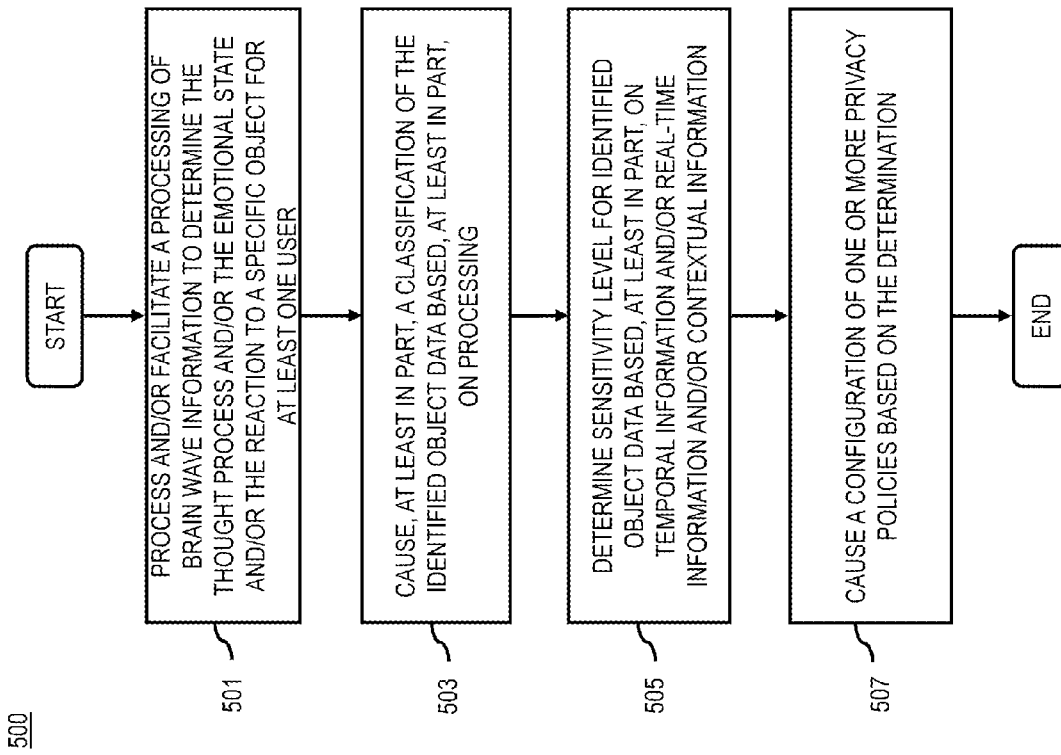 500
START
501
PROCESS AND/OR FACILITATE A PROCESSING OF
BRAIN WAVE INFORMATION TO DETERMINE THE
THOUGHT PROCESS AND/OR THE EMOTIONAL STATE
AND/OR THE REACTION TO A SPECIFIC OBJECT FOR
AT LEAST ONE USER
503
CAUSE, AT LEAST IN PART, A CLASSIFICATION OF THE
IDENTIFIED OBJECT DATA BASED, AT LEAST IN PART,
ON PROCESSING
505
DETERMINE SENSITIVITY LEVEL FOR IDENTIFIED
OBJECT DATA BASED, AT LEAST IN PART, ON
TEMPORAL INFORMATION AND/OR REAL-TIME
INFORMATION AND/OR CONTEXTUAL INFORMATION
507
CAUSE A CONFIGURATION OF ONE OR MORE PRIVACY
POLICIES BASED ON THE DETERMINATION
END